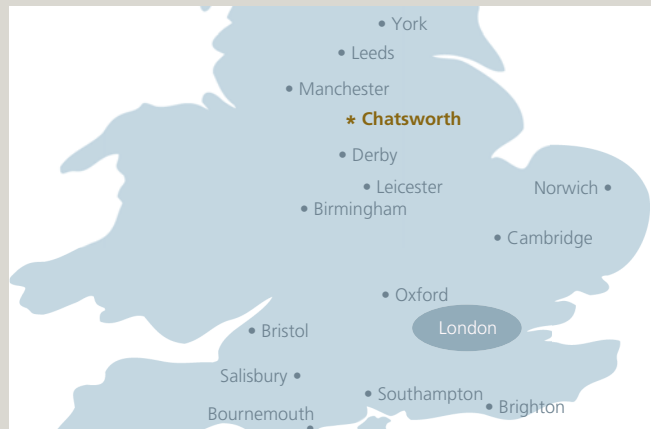 York
Leeds
Manchester
* Chatsworth
Derby
Leicester
Norwich
Birmingham
Cambridge
Oxford
London
Bristol
Salisbury
Southampton
Brighton
Bournemouth